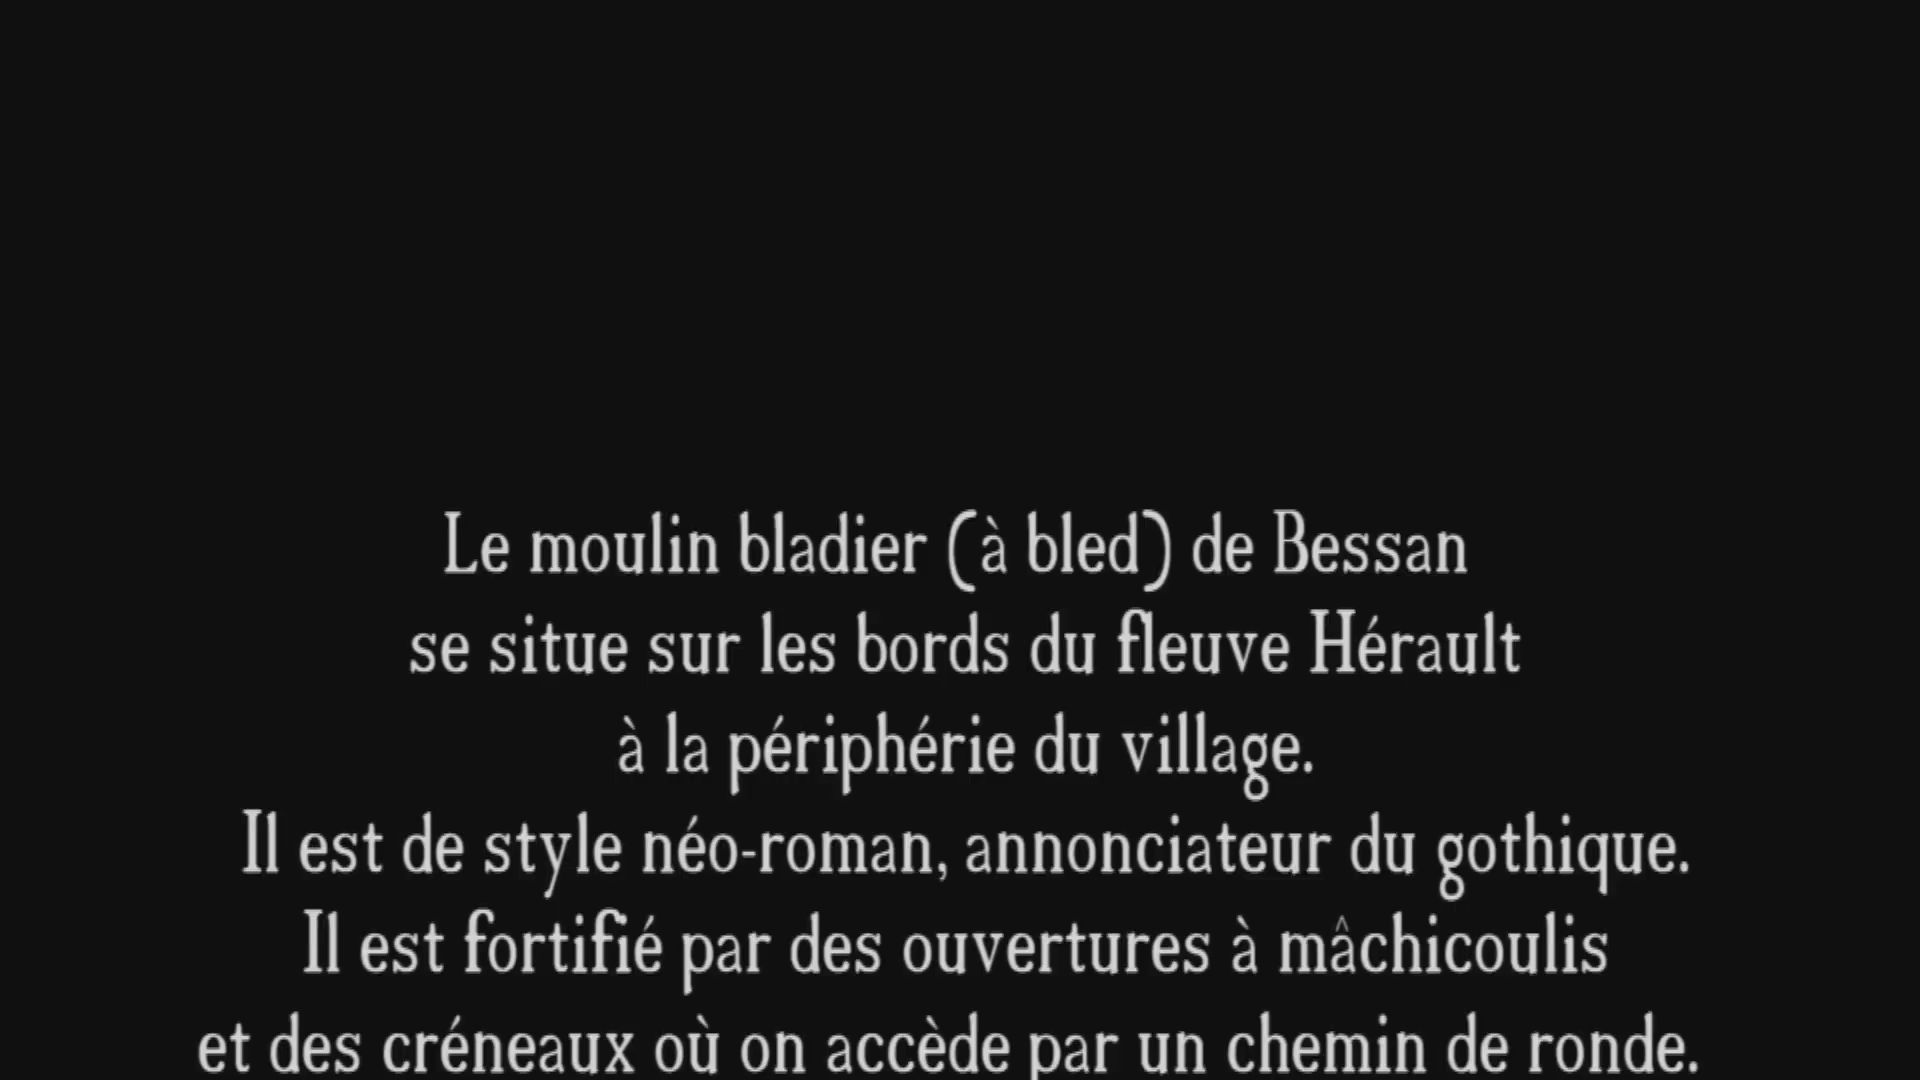 Le moulin bladier (à bled) de Bessan
se situe sur les bords du fleuve Hérault
à la périphérie du village.
Il est de style néo-roman, annonciateur du gothique.
Il est fortifié par des ouvertures à mâchicoulis
et des créneaux où on accède par un chemin de ronde.